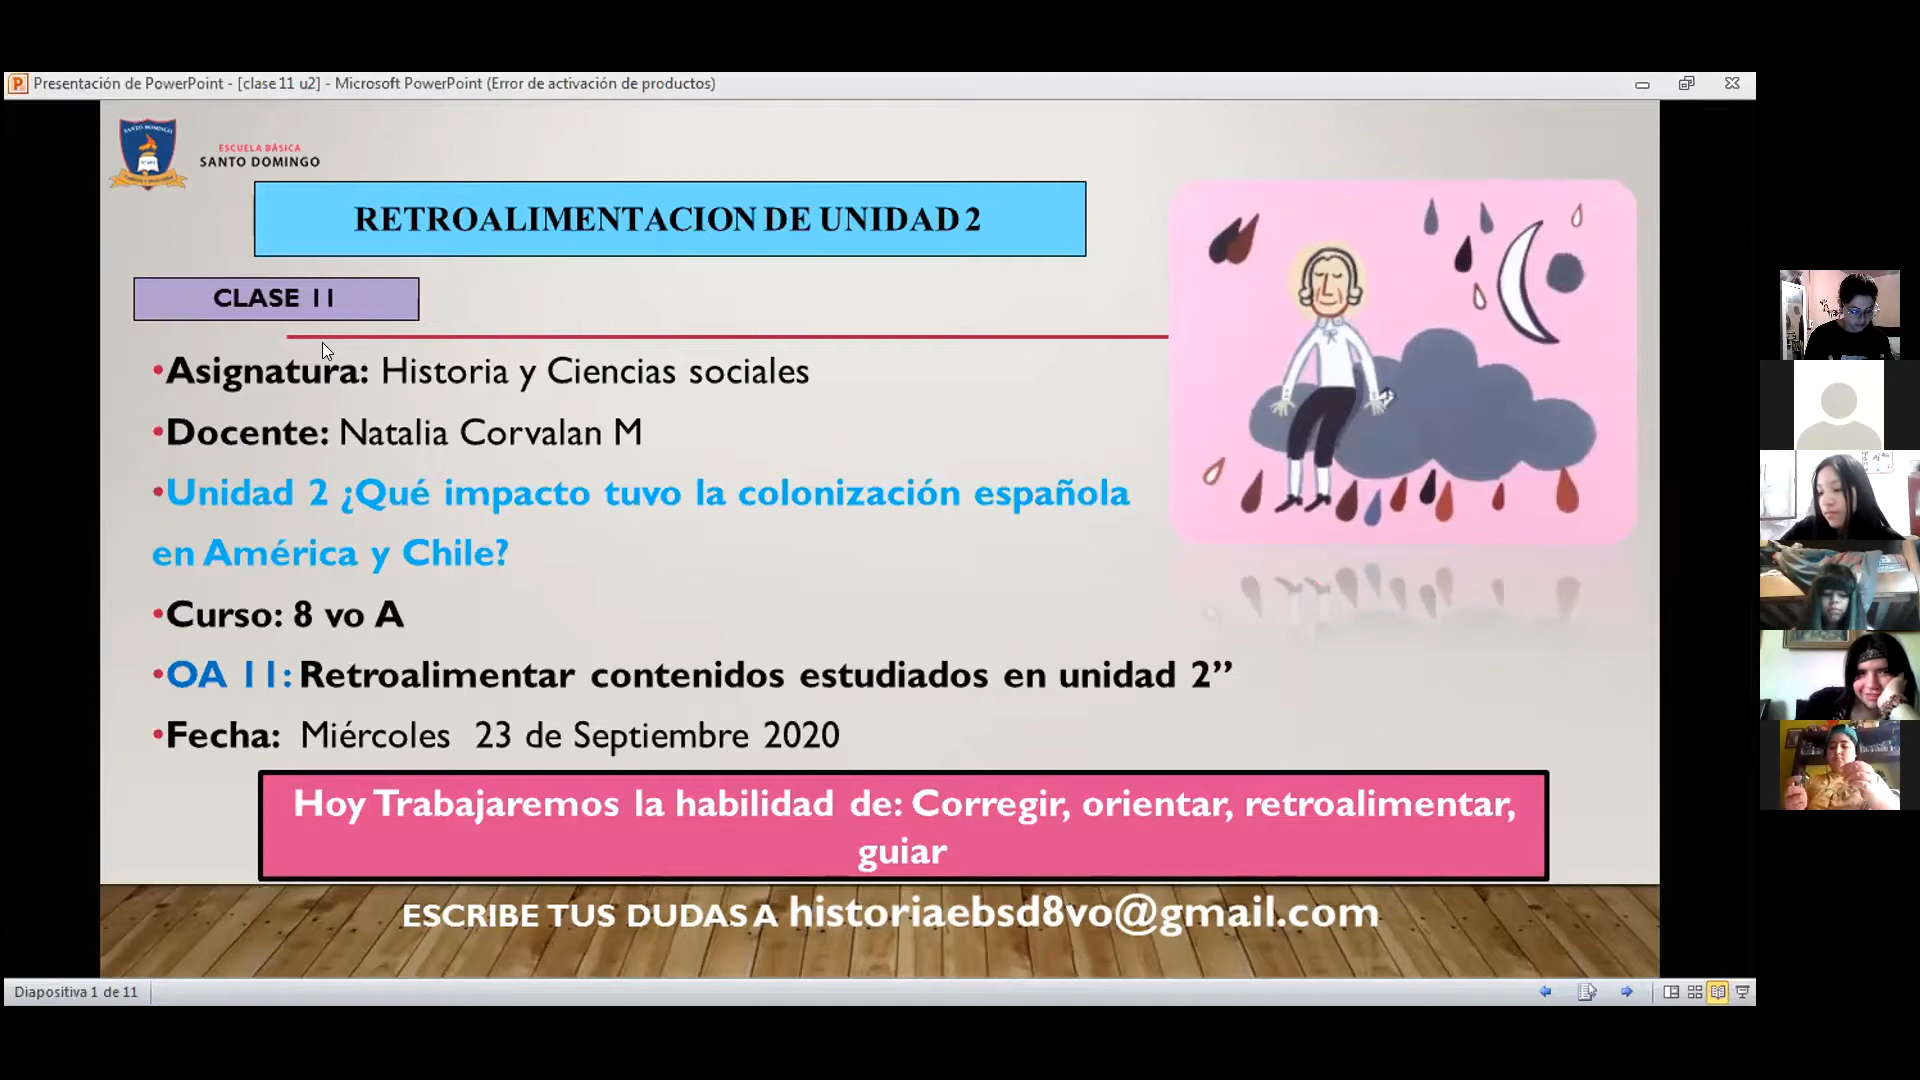 Presentación de PowerPoint - [clase 11 u2] - Microsoft PowerPoint (Error de activación de productos)
ESCUELA BÁSICA
SANTO DOMINGO
SANTO DOMINGO
RETROALIMENTACION DE UNIDAD 2
CLASE 11
•Asignatura: Historia y Ciencias sociales
•Docente: Natalia Corvalan M
•Unidad 2 ¿Qué impacto tuvo la colonización española
en América y Chile?
•Curso: 8 vo A
•OA 11: Retroalimentar contenidos estudiados en unidad 2”
•Fecha: Miércoles 23 de Septiembre 2020
Hoy Trabajaremos la habilidad de: Corregir, orientar, retroalimentar,
guiar
ESCRIBE TUS DUDAS A historiaebsd8vo@gmail.com
Diapositiva 1 de 11